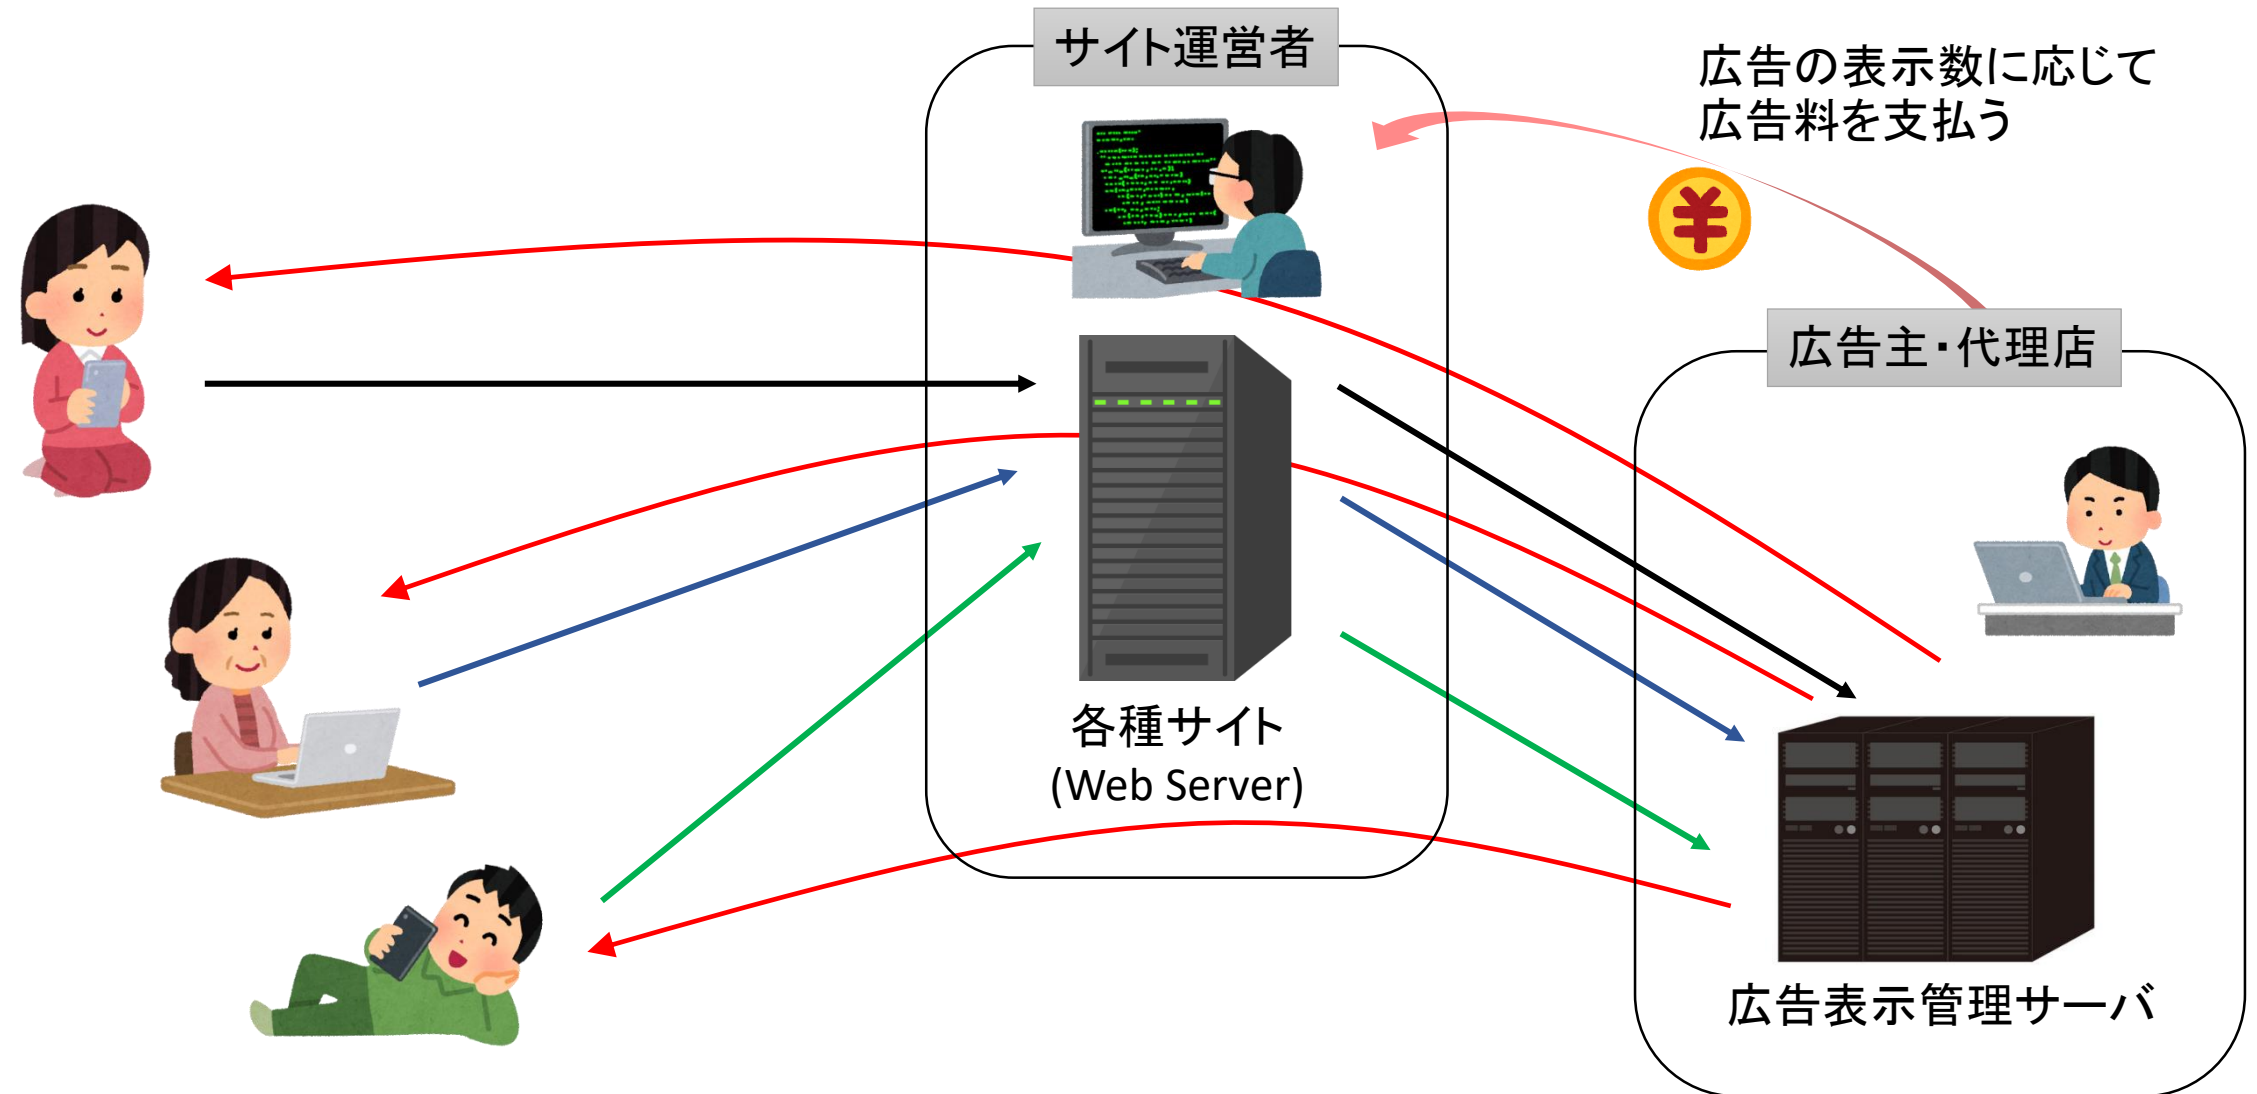 サイト運営者
広告の表示数に応じて
広告料を支払う
¥
広告主・代理店
各種サイト
(Web Server)
広告表示管理サーバ